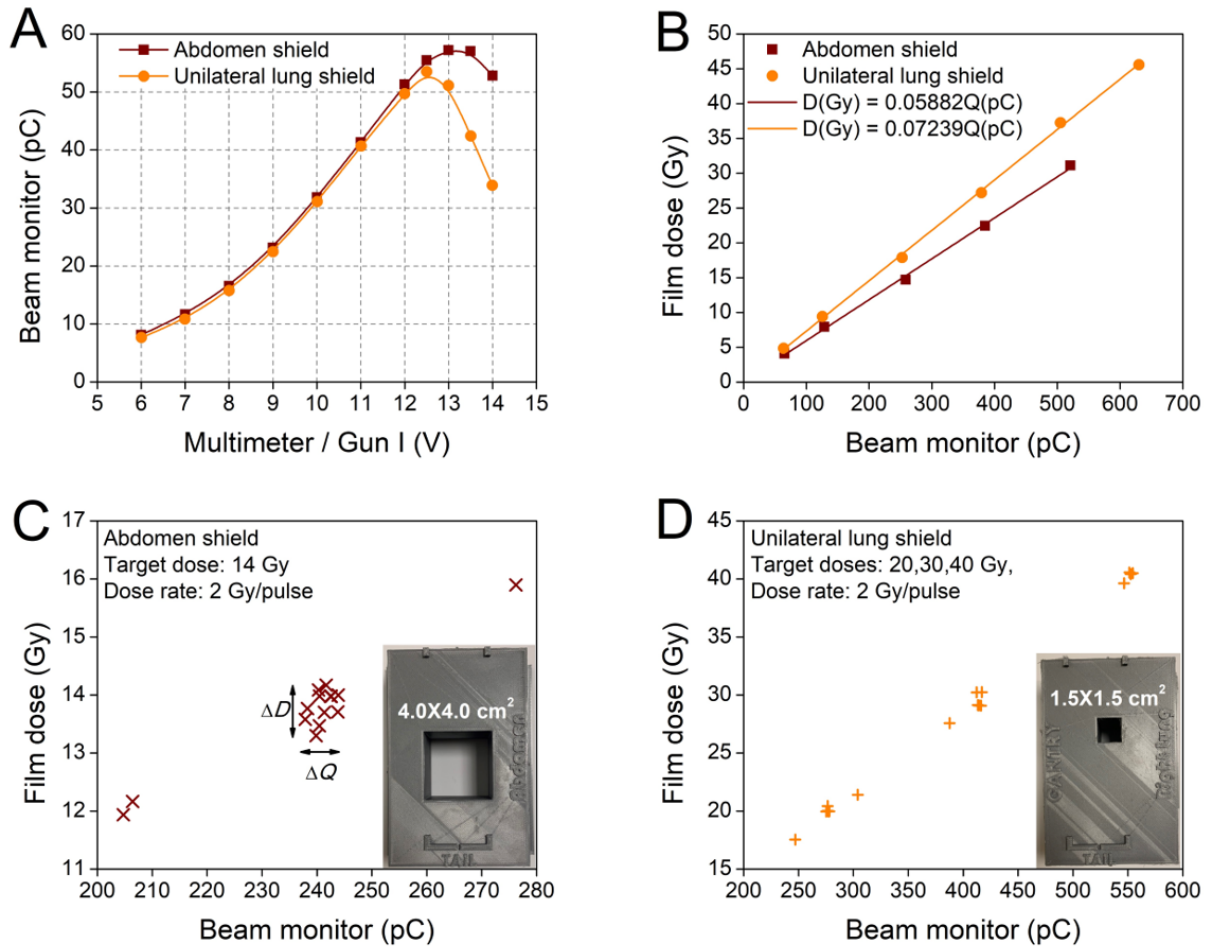 A
Beam monitor (pC)
60
50
40
30
20
10
0
Abdomen shield
Unilateral lung shield
5 6 7 8 9 10 11 12 13 14 15
Multimeter / Gun I (V)
B
Film dose (Gy)
50
45
40
35
30
25
20
15
10
5
0
Abdomen shield
Unilateral lung shield
D(Gy) = 0.05882Q(pC)
D(Gy) = 0.07239Q(pC)
0 100 200 300 400 500 600 700
Beam monitor (pC)
C
Film dose (Gy)
17
16
15
14
13
12
11
Abdomen shield
Target dose: 14 Gy
Dose rate: 2 Gy/pulse
ΔD
ΔQ
4.0X4.0 cm²
Abdomen
TAIL
200 210 220 230 240 250 260 270 280
Beam monitor (pC)
D
Film dose (Gy)
45
40
35
30
25
20
15
Unilateral lung shield
Target doses: 20,30,40 Gy,
Dose rate: 2 Gy/pulse
1.5X1.5 cm²
GANTRY
Right lung
TAIL
200 250 300 350 400 450 500 550 600
Beam monitor (pC)